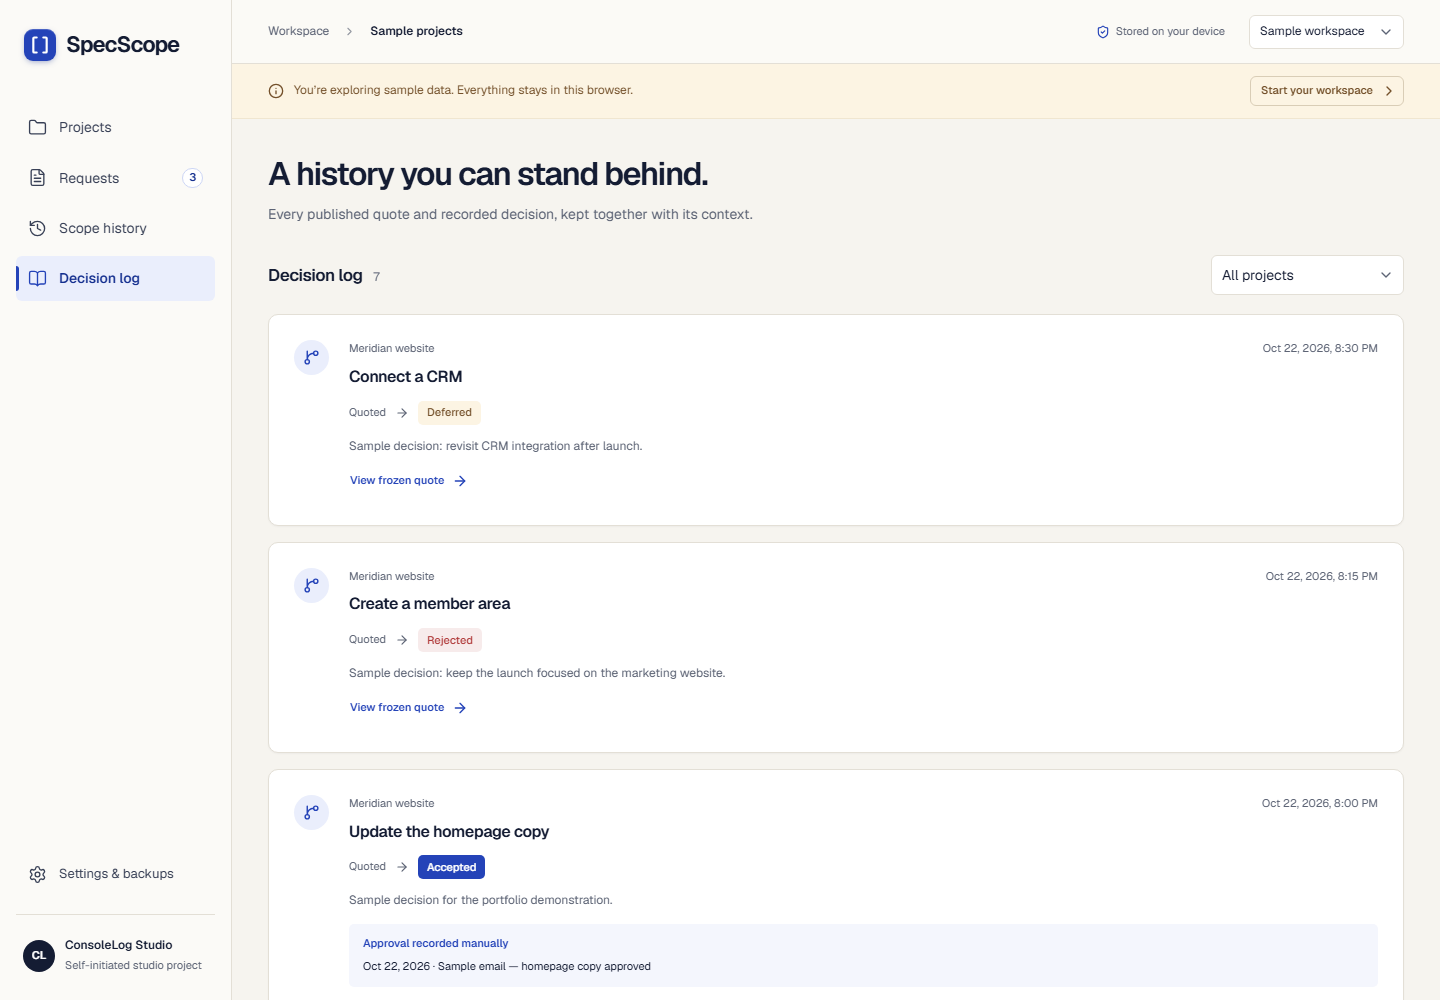 SpecScope
Projects
Requests 3
Scope history
Decision log
Settings & backups
CL
ConsoleLog Studio
Self-initiated studio project
Workspace Sample projects
Stored on your device
Sample workspace
You're exploring sample data. Everything stays in this browser.
Start your workspace
A history you can stand behind.
Every published quote and recorded decision, kept together with its context.
Decision log 7
All projects
Meridian website
Oct 22, 2026, 8:30 PM
Connect a CRM
Quoted → Deferred
Sample decision: revisit CRM integration after launch.
View frozen quote →
Meridian website
Oct 22, 2026, 8:15 PM
Create a member area
Quoted → Rejected
Sample decision: keep the launch focused on the marketing website.
View frozen quote →
Meridian website
Oct 22, 2026, 8:00 PM
Update the homepage copy
Quoted → Accepted
Sample decision for the portfolio demonstration.
Approval recorded manually
Oct 22, 2026 · Sample email — homepage copy approved